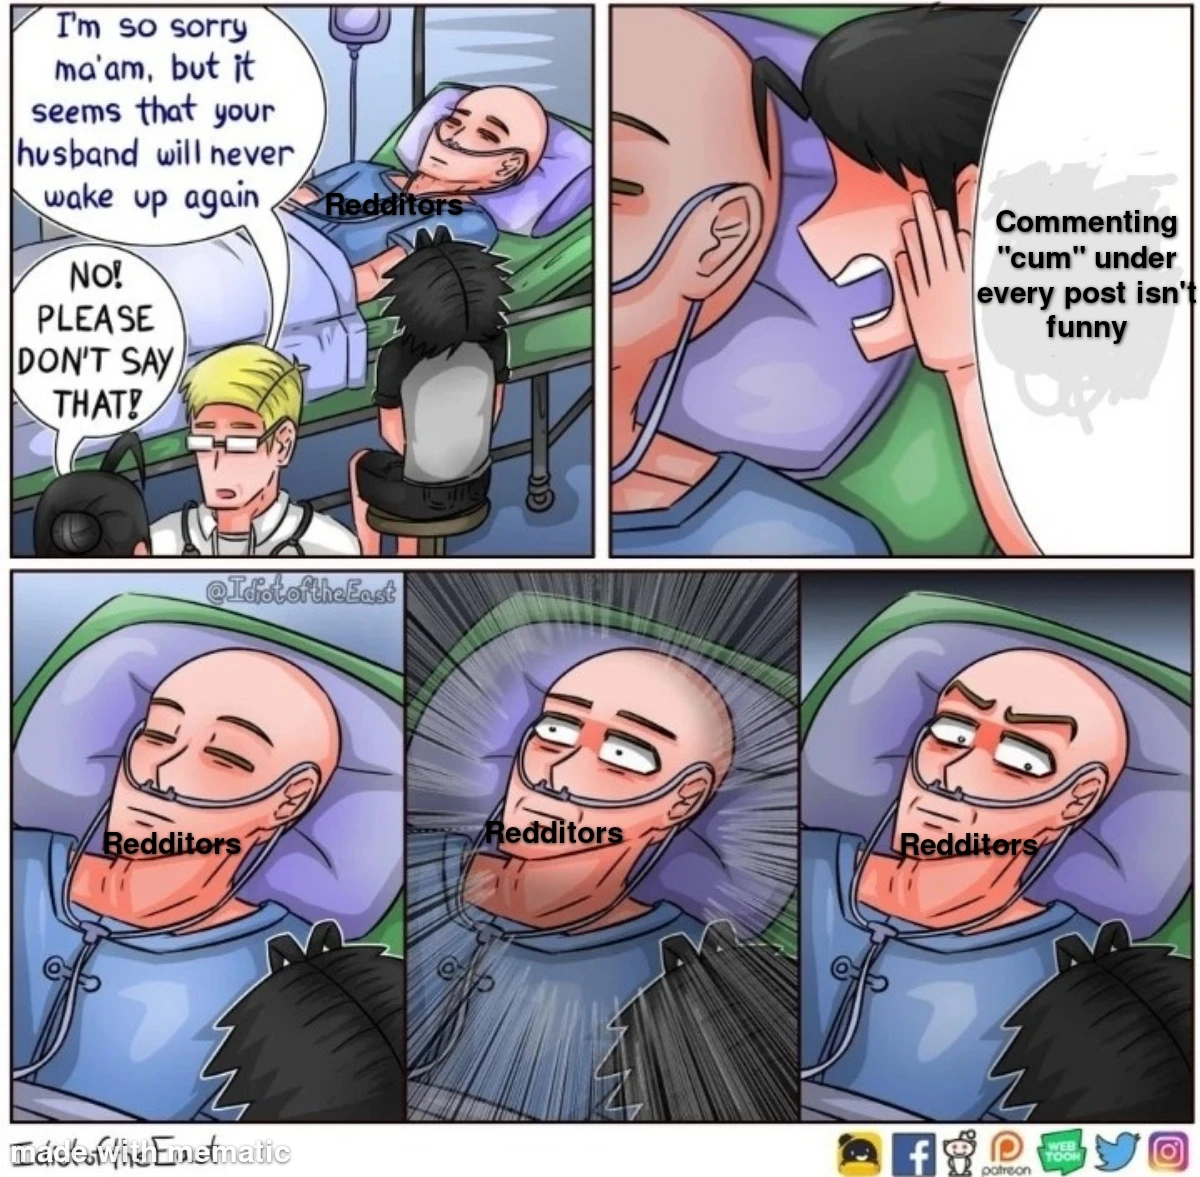 I'm so sorry
ma'am, but it
seems that your
husband will never
wake up again
Redditors
NO!
PLEASE
DON'T SAY
THAT!
Commenting
"cum" under
every post isn't
funny
@IdiotoftheEast
Redditors
Redditors
Redditors
IdiotoftheEast
made with mematic
patreon
WEB
TOON